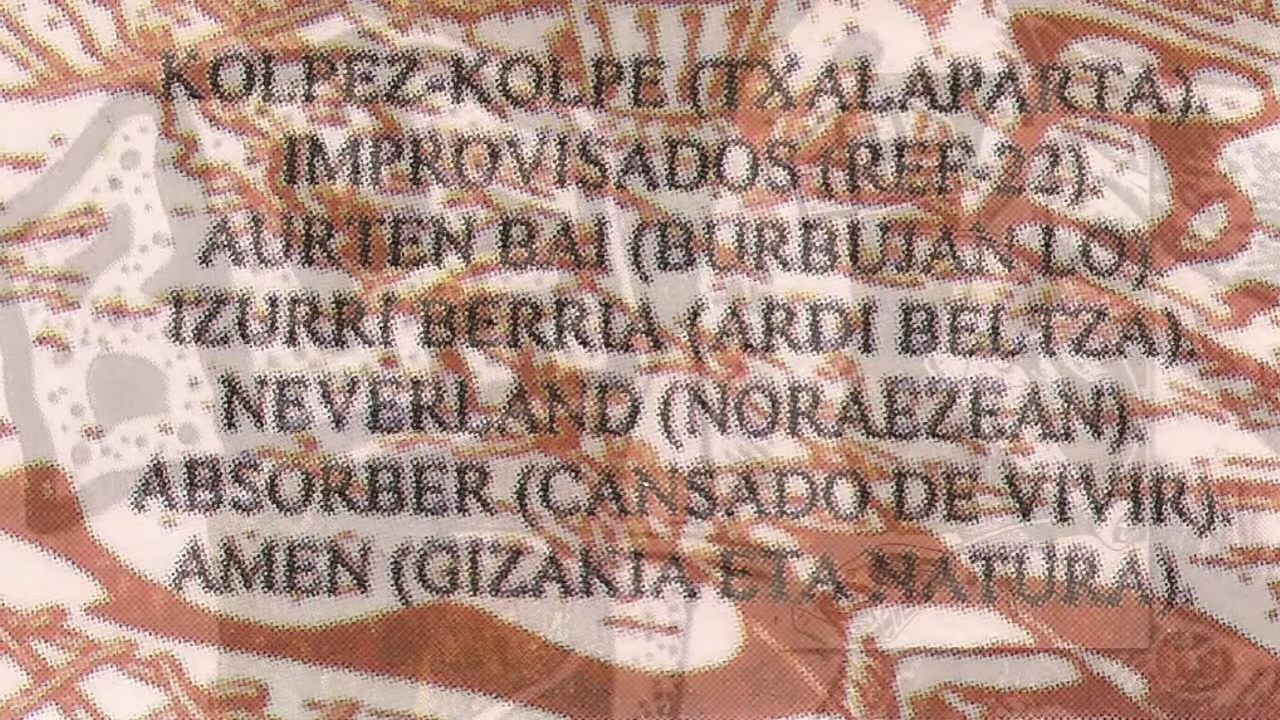 KOLPEZ-KOLPE (TXALAPARTA).
IMPROVISADOS (REF-22).
AURTEN BAI (BURBUJAN LO).
IZURRI BERRIA (ARDI BELTZA).
NEVERLAND (NORAEZEAN).
ABSORBER (CANSADO DE VIVIR).
AMEN (GIZAKIA ETA NATURA).